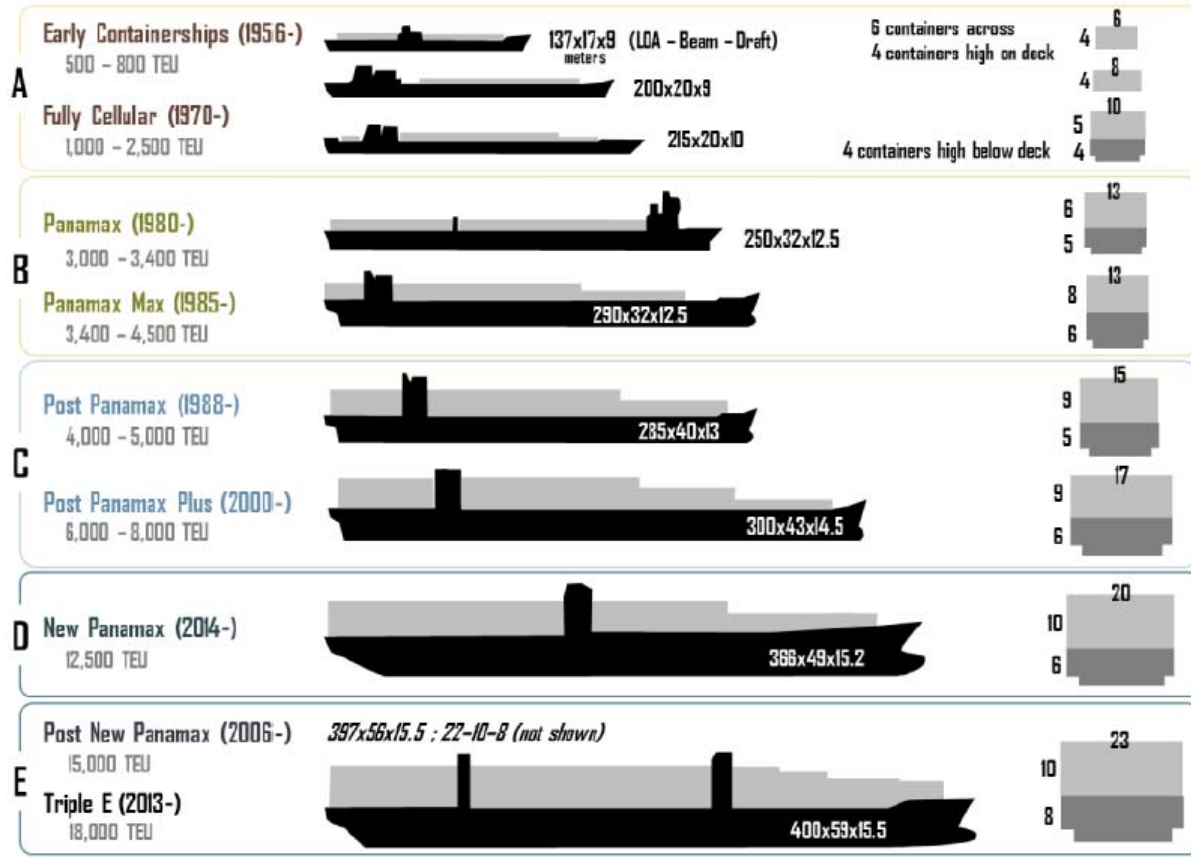 A
Early Containerships (1956-)
500 – 800 TEU
137x17x9 (LOA – Beam – Draft)
meters
6 containers across
4 containers high on deck
6
4
200x20x9
8
4
Fully Cellular (1970-)
1,000 – 2,500 TEU
215x20x10
4 containers high below deck
10
5
4
B
Panamax (1980-)
3,000 – 3,400 TEU
250x32x12.5
13
6
5
Panamax Max (1985-)
3,400 – 4,500 TEU
290x32x12.5
13
8
6
C
Post Panamax (1988-)
4,000 – 5,000 TEU
285x40x13
15
9
5
Post Panamax Plus (2000-)
6,000 – 8,000 TEU
300x43x14.5
17
9
6
D
New Panamax (2014-)
12,500 TEU
366x49x15.2
20
10
6
E
Post New Panamax (2006-)
15,000 TEU
397x56x15.5 ; 22-10-8 (not shown)
Triple E (2013-)
18,000 TEU
400x59x15.5
23
10
8